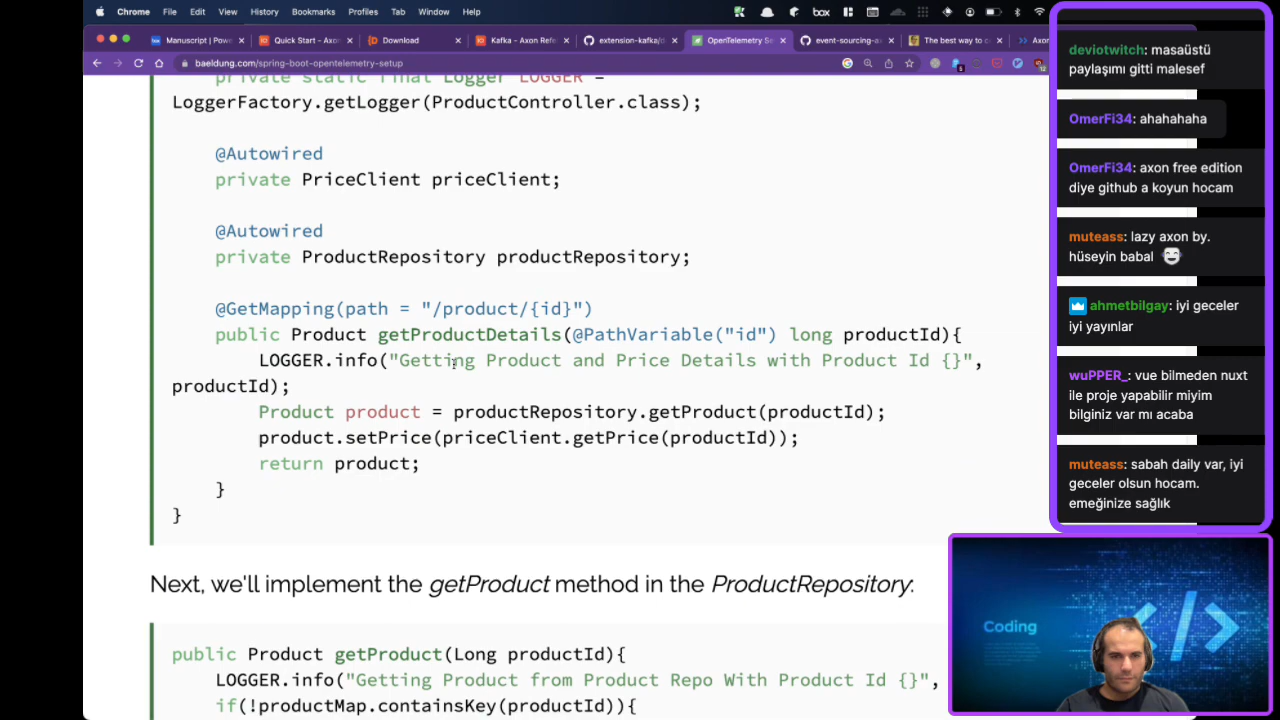 Chrome File Edit View History Bookmarks Profiles Tab Window Help
box
Manuscript | Pow
Quick Start - Axo
Download
Kafka - Axon Ref
extension-kafka/
OpenTelemetry S
event-sourcing-a
The best way to c
Axon
baeldung.com/spring-boot-opentelemetry-setup
private static final Logger LOGGER =
LoggerFactory.getLogger(ProductController.class);
@Autowired
private PriceClient priceClient;
@Autowired
private ProductRepository productRepository;
@GetMapping(path = "/product/{id}")
public Product getProductDetails(@PathVariable("id") long productId){
LOGGER.info("Getting Product and Price Details with Product Id {}",
productId);
Product product = productRepository.getProduct(productId);
product.setPrice(priceClient.getPrice(productId));
return product;
}
}
Next, we'll implement the getProduct method in the ProductRepository:
public Product getProduct(Long productId){
LOGGER.info("Getting Product from Product Repo With Product Id {}",
if(!productMap.containsKey(productId)){
deviotwitch: masaüstü
paylaşımı gitti malesef
OmerFi34: ahahahaha
OmerFi34: axon free edition
diye github a koyun hocam
muteass: lazy axon by.
hüseyin babal
ahmetbilgay: iyi geceler
iyi yayınlar
wuPPER_: vue bilmeden nuxt
ile proje yapabilir miyim
bilginiz var mı acaba
muteass: sabah daily var, iyi
geceler olsun hocam.
emeğinize sağlık
Coding